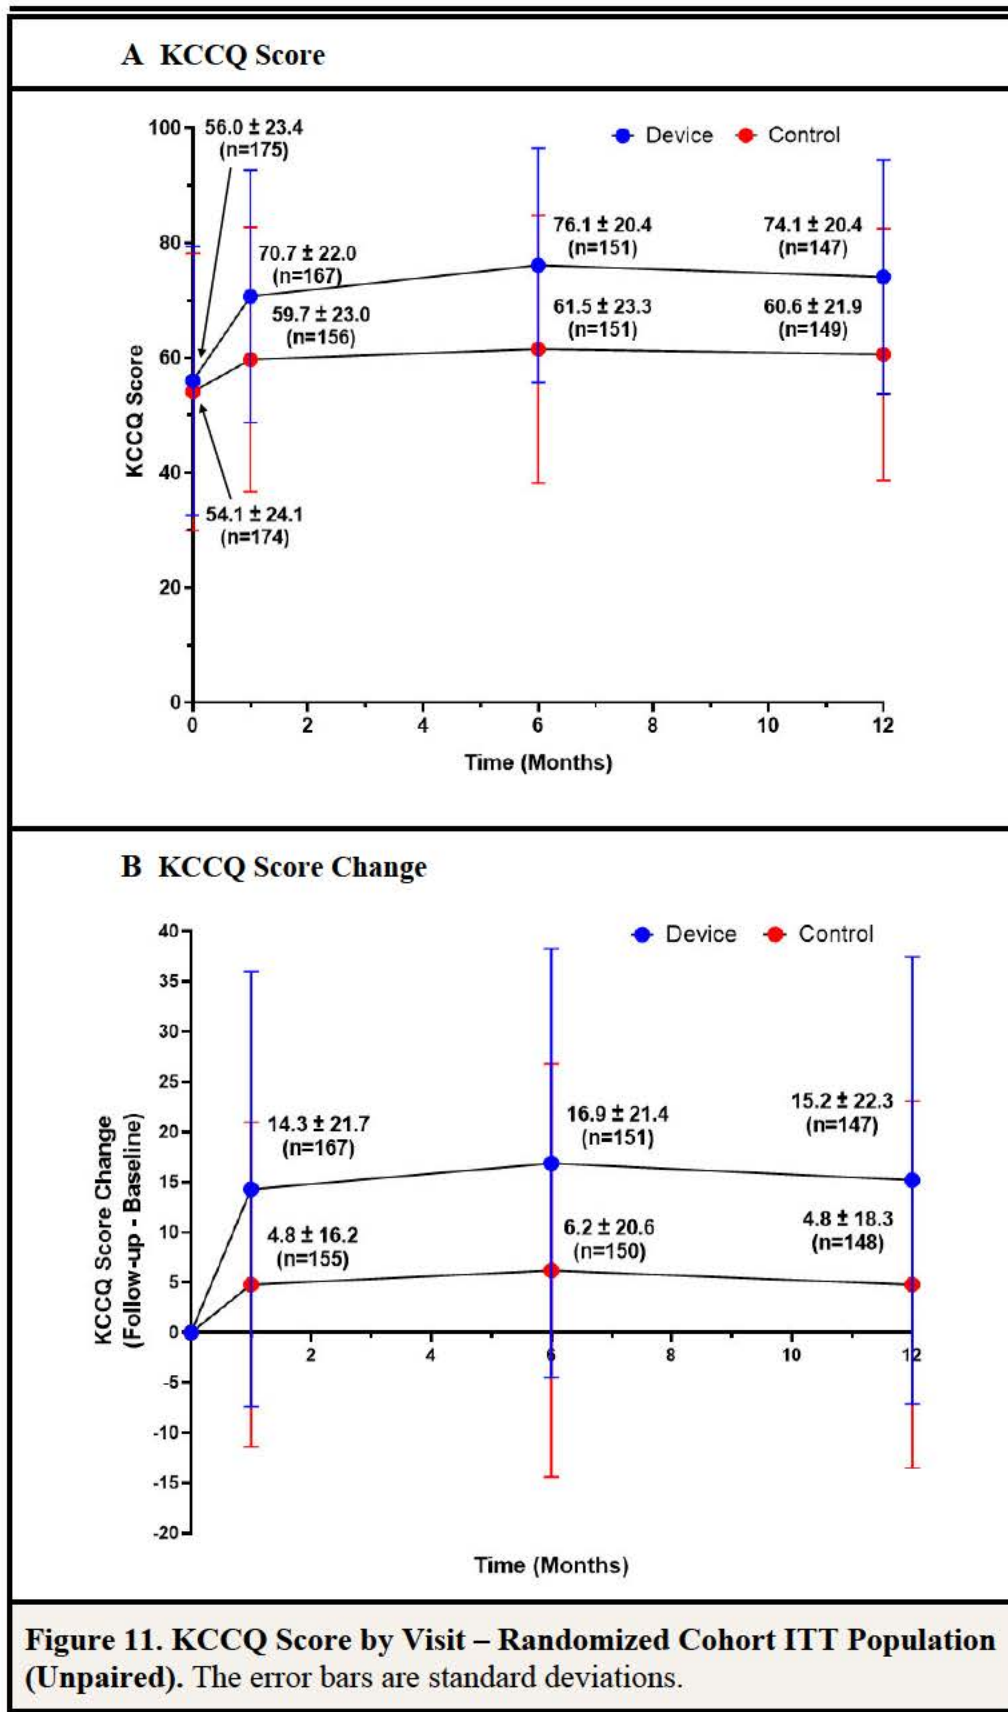 A KCCQ Score
Device
Control
56.0 ± 23.4
(n=175)
70.7 ± 22.0
(n=167)
59.7 ± 23.0
(n=156)
76.1 ± 20.4
(n=151)
61.5 ± 23.3
(n=151)
74.1 ± 20.4
(n=147)
60.6 ± 21.9
(n=149)
54.1 ± 24.1
(n=174)
100
80
60
40
20
0
KCCQ Score
0 2 4 6 8 10 12
Time (Months)
B KCCQ Score Change
Device
Control
14.3 ± 21.7
(n=167)
4.8 ± 16.2
(n=155)
16.9 ± 21.4
(n=151)
6.2 ± 20.6
(n=150)
15.2 ± 22.3
(n=147)
4.8 ± 18.3
(n=148)
40
35
30
25
20
15
10
5
0
-5
-10
-15
-20
KCCQ Score Change
(Follow-up - Baseline)
2 4 6 8 10 12
Time (Months)
Figure 11. KCCQ Score by Visit – Randomized Cohort ITT Population
(Unpaired). The error bars are standard deviations.